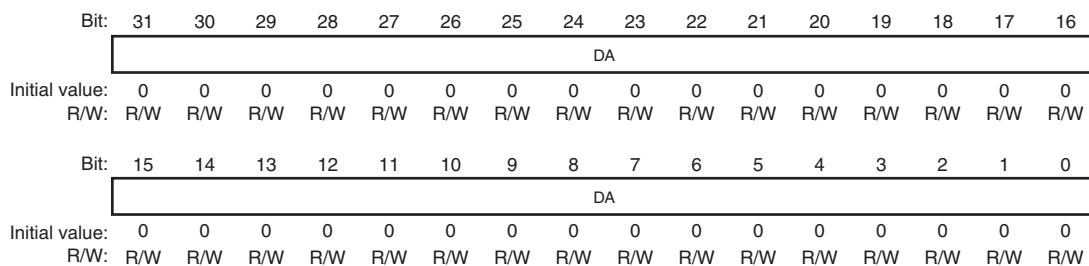 Bit: 31 30 29 28 27 26 25 24 23 22 21 20 19 18 17 16
DA
Initial value: 0 0 0 0 0 0 0 0 0 0 0 0 0 0 0 0
R/W: R/W R/W R/W R/W R/W R/W R/W R/W R/W R/W R/W R/W R/W R/W R/W R/W
Bit: 15 14 13 12 11 10 9 8 7 6 5 4 3 2 1 0
DA
Initial value: 0 0 0 0 0 0 0 0 0 0 0 0 0 0 0 0
R/W: R/W R/W R/W R/W R/W R/W R/W R/W R/W R/W R/W R/W R/W R/W R/W R/W